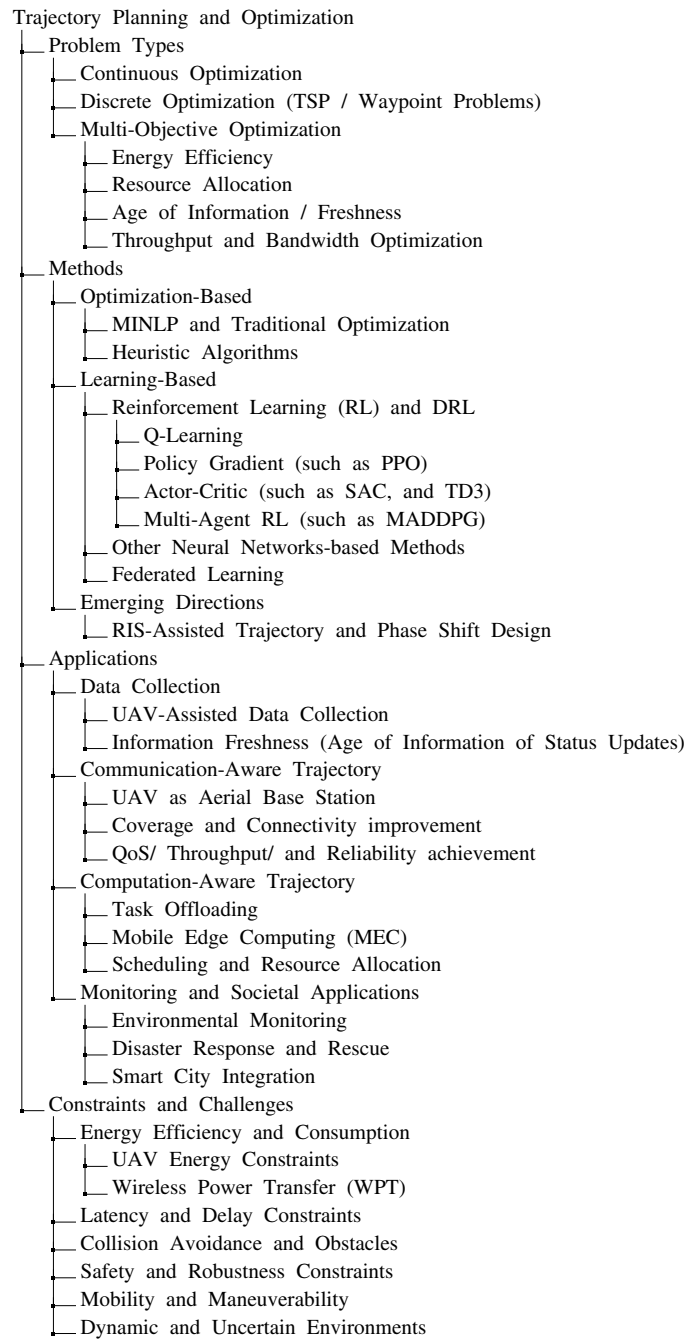 Trajectory Planning and Optimization
Problem Types
Continuous Optimization
Discrete Optimization (TSP / Waypoint Problems)
Multi-Objective Optimization
Energy Efficiency
Resource Allocation
Age of Information / Freshness
Throughput and Bandwidth Optimization
Methods
Optimization-Based
MINLP and Traditional Optimization
Heuristic Algorithms
Learning-Based
Reinforcement Learning (RL) and DRL
Q-Learning
Policy Gradient (such as PPO)
Actor-Critic (such as SAC, and TD3)
Multi-Agent RL (such as MADDPG)
Other Neural Networks-based Methods
Federated Learning
Emerging Directions
RIS-Assisted Trajectory and Phase Shift Design
Applications
Data Collection
UAV-Assisted Data Collection
Information Freshness (Age of Information of Status Updates)
Communication-Aware Trajectory
UAV as Aerial Base Station
Coverage and Connectivity improvement
QoS/ Throughput/ and Reliability achievement
Computation-Aware Trajectory
Task Offloading
Mobile Edge Computing (MEC)
Scheduling and Resource Allocation
Monitoring and Societal Applications
Environmental Monitoring
Disaster Response and Rescue
Smart City Integration
Constraints and Challenges
Energy Efficiency and Consumption
UAV Energy Constraints
Wireless Power Transfer (WPT)
Latency and Delay Constraints
Collision Avoidance and Obstacles
Safety and Robustness Constraints
Mobility and Maneuverability
Dynamic and Uncertain Environments